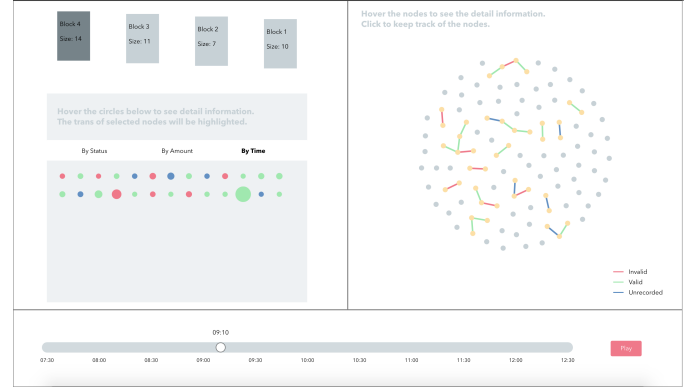 Block 4
Size: 14
Block 3
Size: 11
Block 2
Size: 7
Block 1
Size: 10
Hover the circles below to see detail information.
The trans of selected nodes will be highlighted.
By Status
By Amount
By Time
Hover the nodes to see the detail information.
Click to keep track of the nodes.
Invalid
Valid
Unrecorded
09:10
Play
07:30
08:00
08:30
09:00
09:30
10:00
10:30
11:00
11:30
12:00
12:30